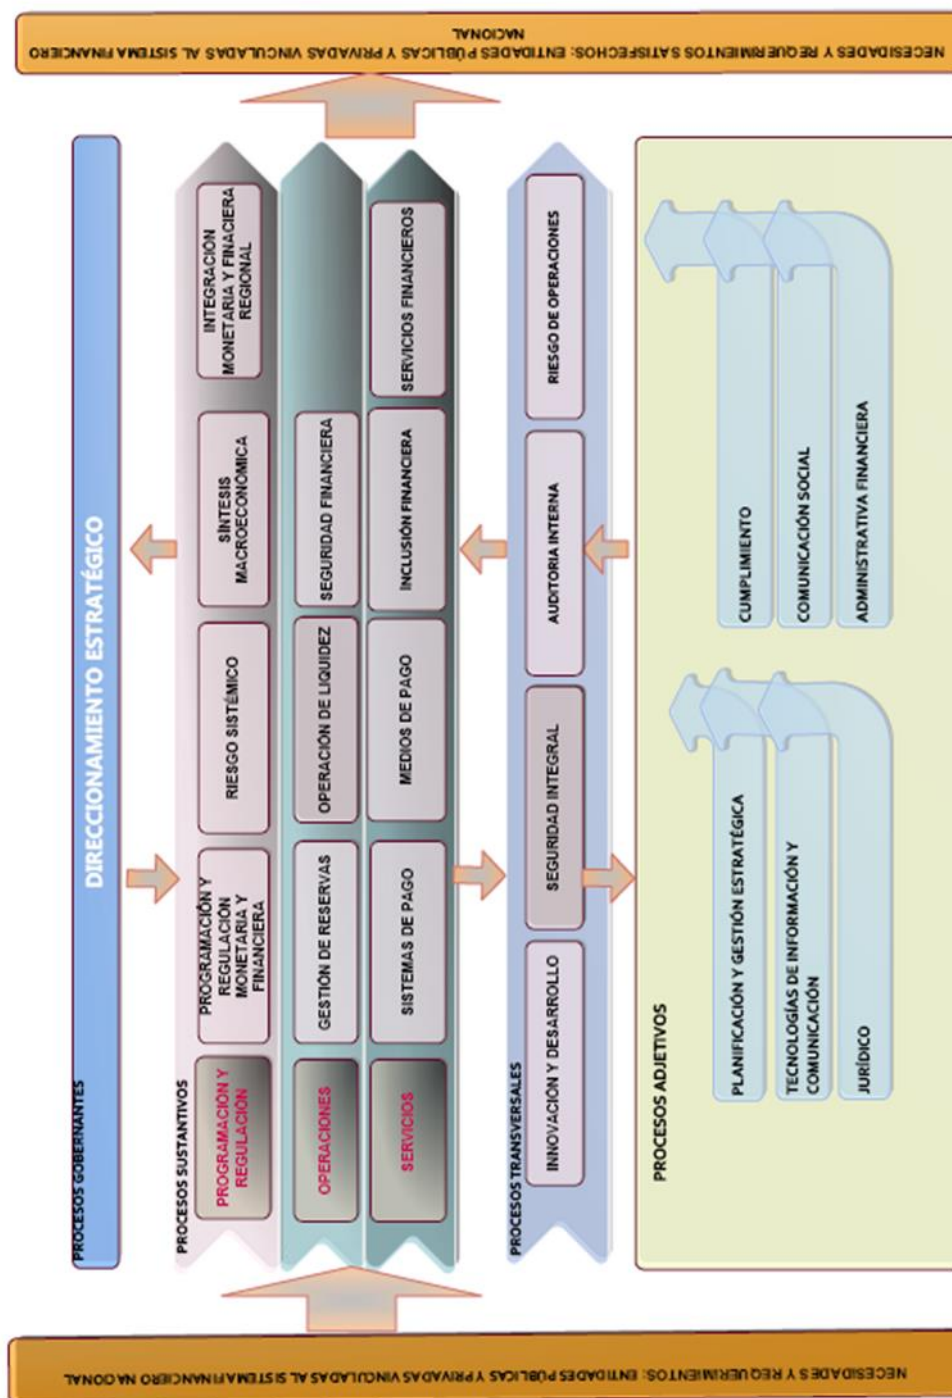 NECESIDADES Y REQUERIMIENTOS: ENTIDADES PÚBLICAS Y PRIVADAS VINCULADAS AL SISTEMA FINANCIERO NACIONAL
PROCESOS GOBERNANTES
DIRECCIONAMIENTO ESTRATÉGICO
PROCESOS SUSTANTIVOS
PROGRAMACIÓN Y
REGULACIÓN
PROGRAMACIÓN Y
REGULACIÓN
MONETARIA Y
FINANCIERA
RIESGO SISTÉMICO
SÍNTESIS
MACROECONÓMICA
INTEGRACIÓN
MONETARIA Y FINACIERA
REGIONAL
OPERACIONES
GESTIÓN DE RESERVAS
OPERACIÓN DE LIQUIDEZ
SEGURIDAD FINANCIERA
SERVICIOS
SISTEMAS DE PAGO
MEDIOS DE PAGO
INCLUSIÓN FINANCIERA
SERVICIOS FINANCIEROS
PROCESOS TRANSVERSALES
INNOVACIÓN Y DESARROLLO
SEGURIDAD INTEGRAL
AUDITORIA INTERNA
RIESGO DE OPERACIONES
PROCESOS ADJETIVOS
PLANIFICACIÓN Y GESTIÓN ESTRATÉGICA
TECNOLOGÍAS DE INFORMACIÓN Y
COMUNICACIÓN
JURÍDICO
CUMPLIMIENTO
COMUNICACIÓN SOCIAL
ADMINISTRATIVA FINANCIERA
NECESIDADES Y REQUERIMIENTOS SATISFECHOS: ENTIDADES PÚBLICAS Y PRIVADAS VINCULADAS AL SISTEMA FINANCIERO
NACIONAL